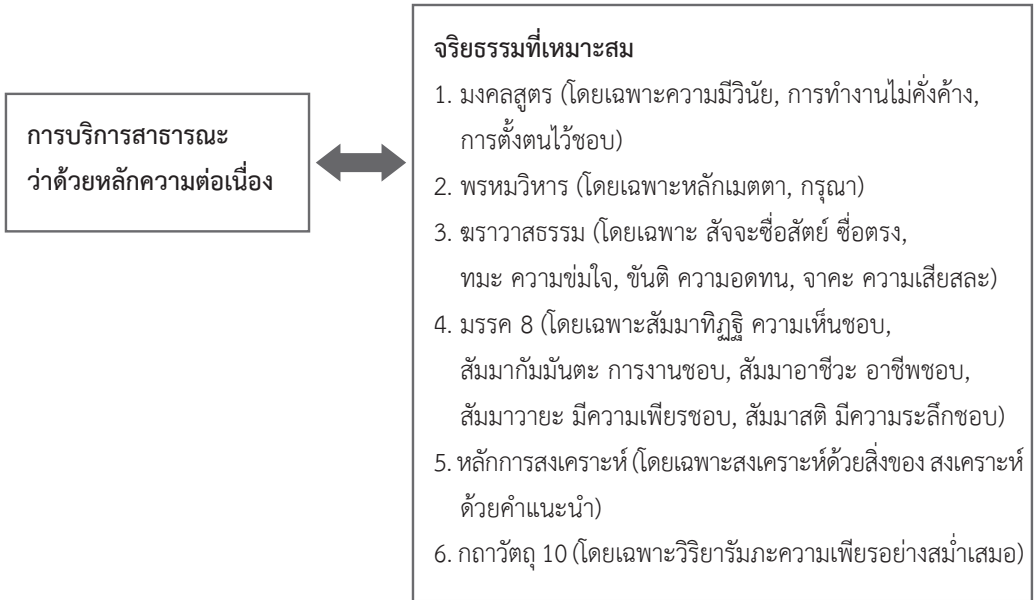 การบริการสาธารณะ
ว่าด้วยหลักความต่อเนื่อง
จริยธรรมที่เหมาะสม
1. มงคลสูตร (โดยเฉพาะความมีวินัย, การทำงานไม่คั่งค้าง,
การตั้งตนไว้ชอบ)
2. พรหมวิหาร (โดยเฉพาะหลักเมตตา, กรุณา)
3. ฆราวาสธรรม (โดยเฉพาะ สัจจะซื่อสัตย์ ซื่อตรง,
ทมะ ความข่มใจ, ขันติ ความอดทน, จาคะ ความเสียสละ)
4. มรรค 8 (โดยเฉพาะสัมมาทิฏฐิ ความเห็นชอบ,
สัมมากัมมันตะ การงานชอบ, สัมมาอาชีวะ อาชีพชอบ,
สัมมาวายะ มีความเพียรชอบ, สัมมาสติ มีความระลึกชอบ)
5. หลักการสงเคราะห์ (โดยเฉพาะสงเคราะห์ด้วยสิ่งของ สงเคราะห์
ด้วยคำแนะนำ)
6. กถาวัตถุ 10 (โดยเฉพาะวิริยารัมภะความเพียรอย่างสม่ำเสมอ)